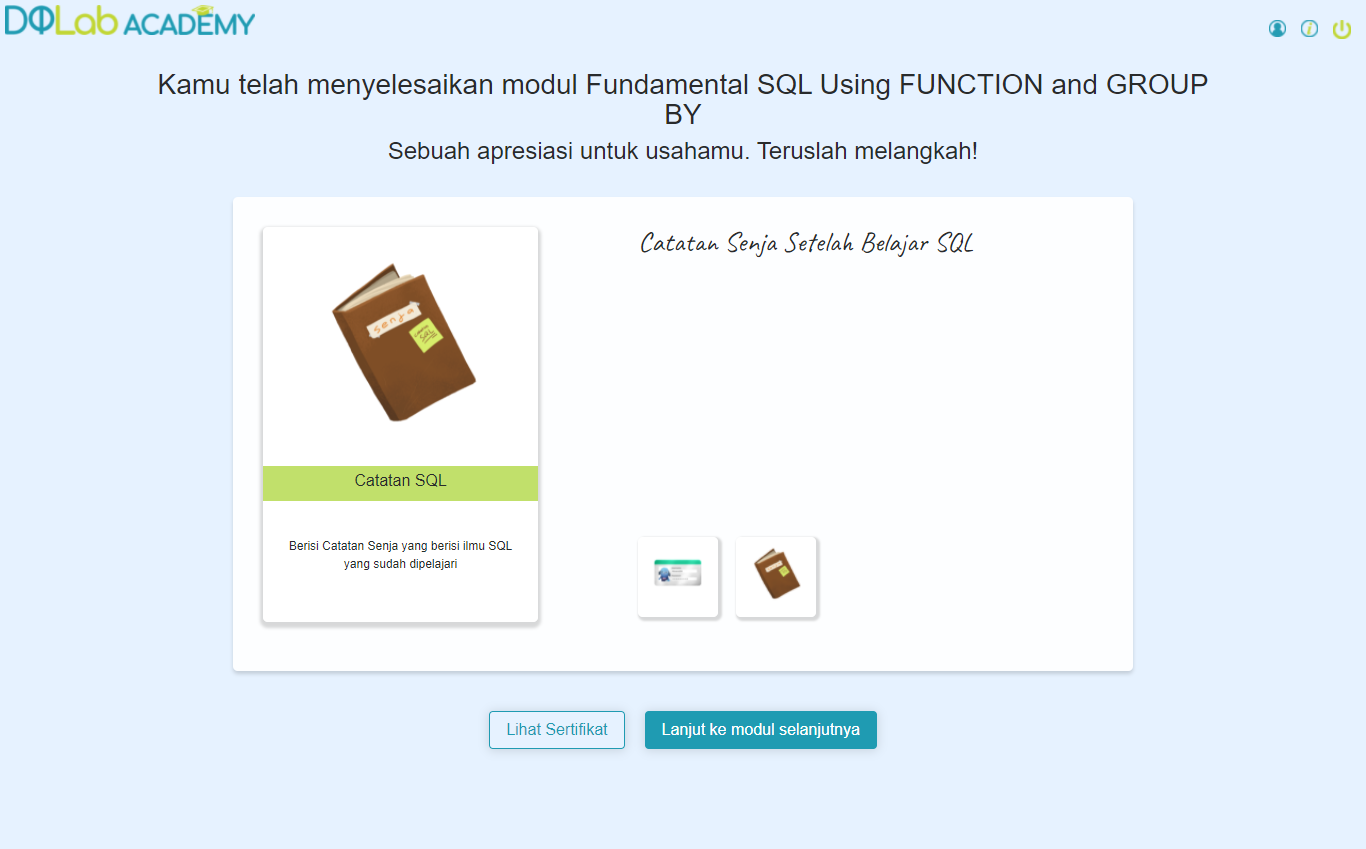 DQLab ACADEMY
Kamu telah menyelesaikan modul Fundamental SQL Using FUNCTION and GROUP
BY
Sebuah apresiasi untuk usahamu. Teruslah melangkah!
Catatan Senja Setelah Belajar SQL
senja
Catatan SQL
Berisi Catatan Senja yang berisi ilmu SQL
yang sudah dipelajari
Lihat Sertifikat
Lanjut ke modul selanjutnya